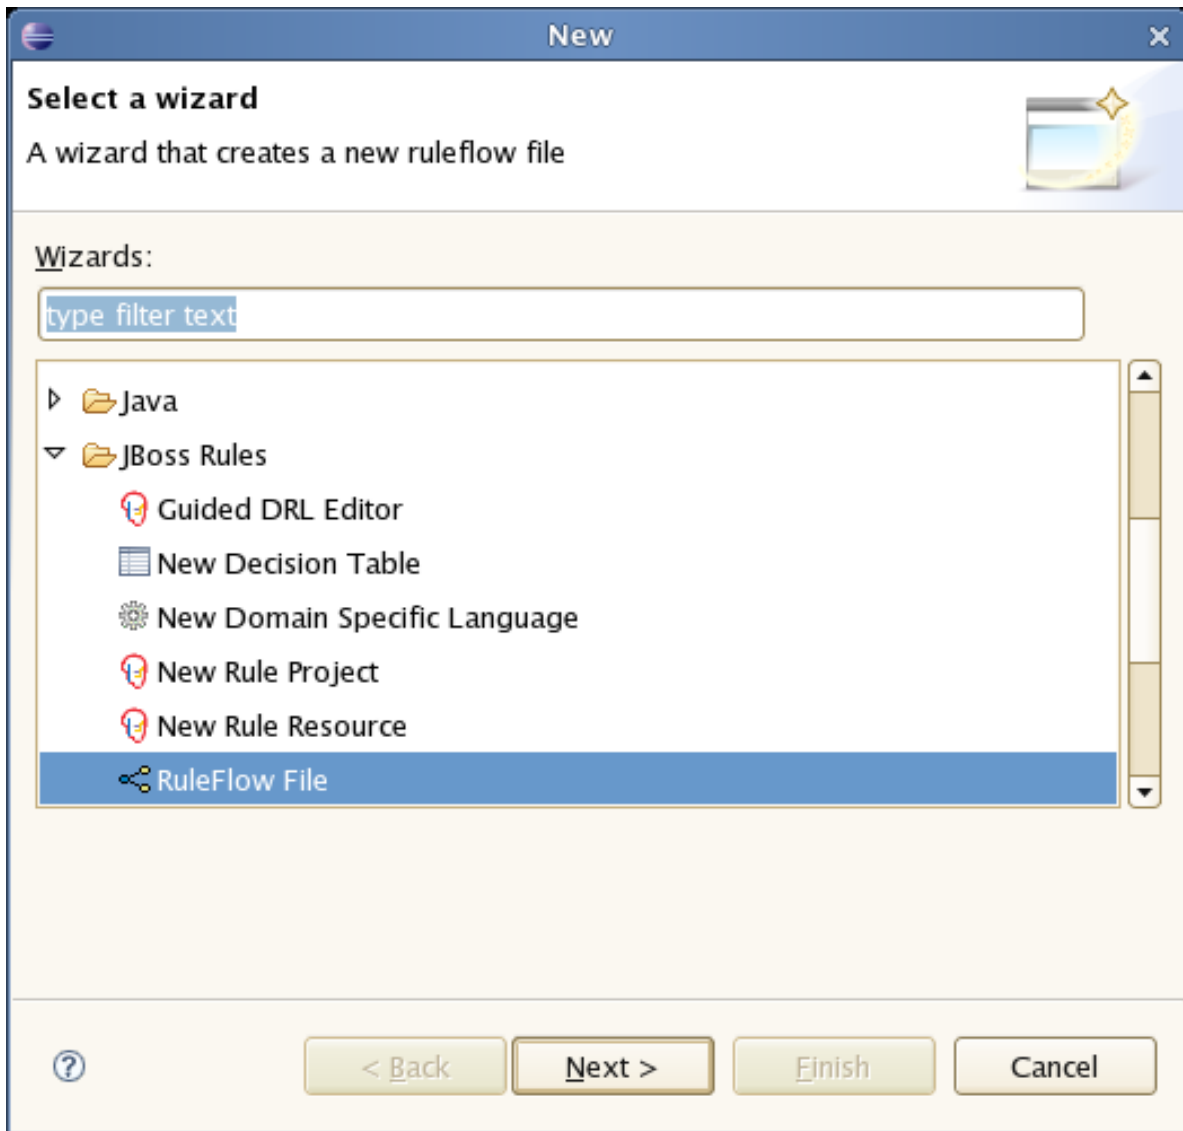 New
Select a wizard
A wizard that creates a new ruleflow file
Wizards:
type filter text
Java
JBoss Rules
Guided DRL Editor
New Decision Table
New Domain Specific Language
New Rule Project
New Rule Resource
RuleFlow File
< Back Next > Finish Cancel